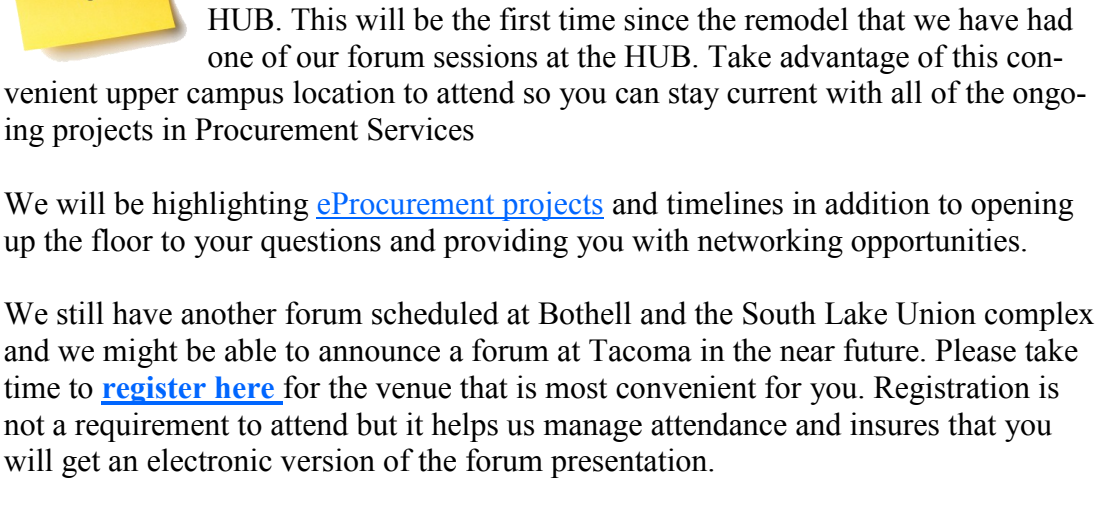 HUB. This will be the first time since the remodel that we have had
one of our forum sessions at the HUB. Take advantage of this con-
venient upper campus location to attend so you can stay current with all of the ongo-
ing projects in Procurement Services
We will be highlighting eProcurement projects and timelines in addition to opening
up the floor to your questions and providing you with networking opportunities.
We still have another forum scheduled at Bothell and the South Lake Union complex
and we might be able to announce a forum at Tacoma in the near future. Please take
time to register here for the venue that is most convenient for you. Registration is
not a requirement to attend but it helps us manage attendance and insures that you
will get an electronic version of the forum presentation.